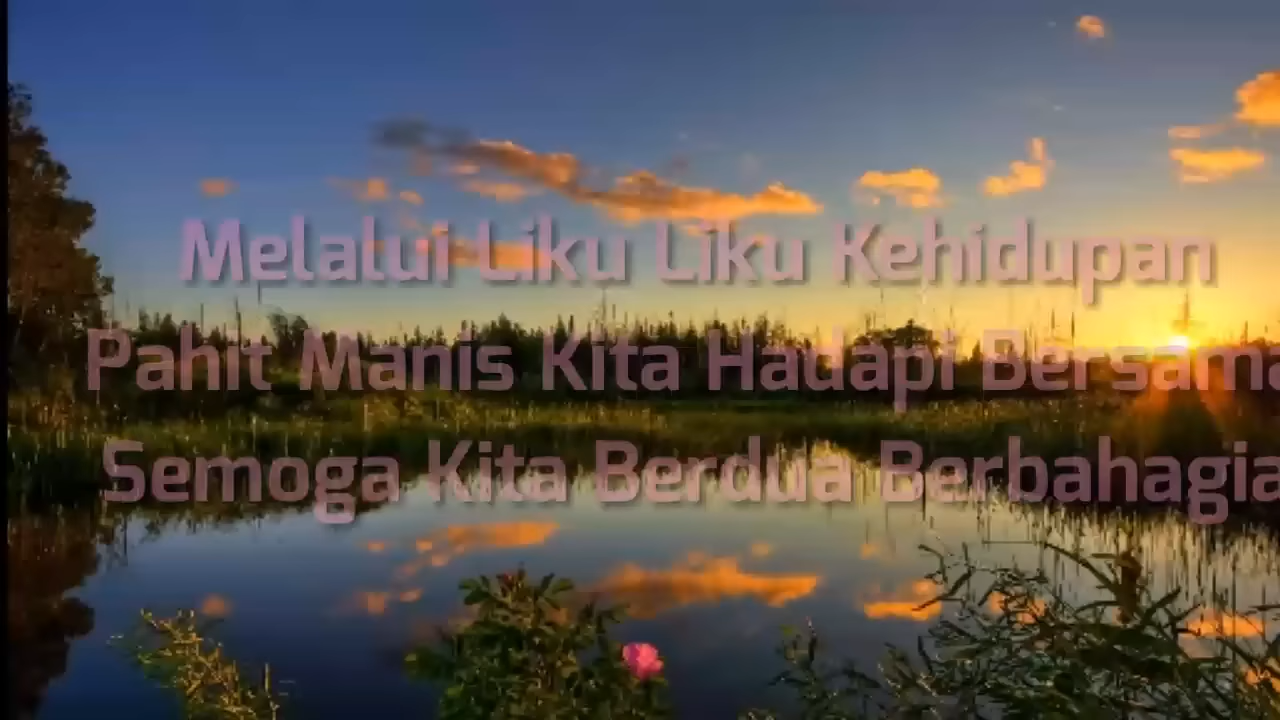 Melalui Liku Liku Kehidupan
Pahit Manis Kita Hadapi Bersama
Semoga Kita Berdua Berbahagia